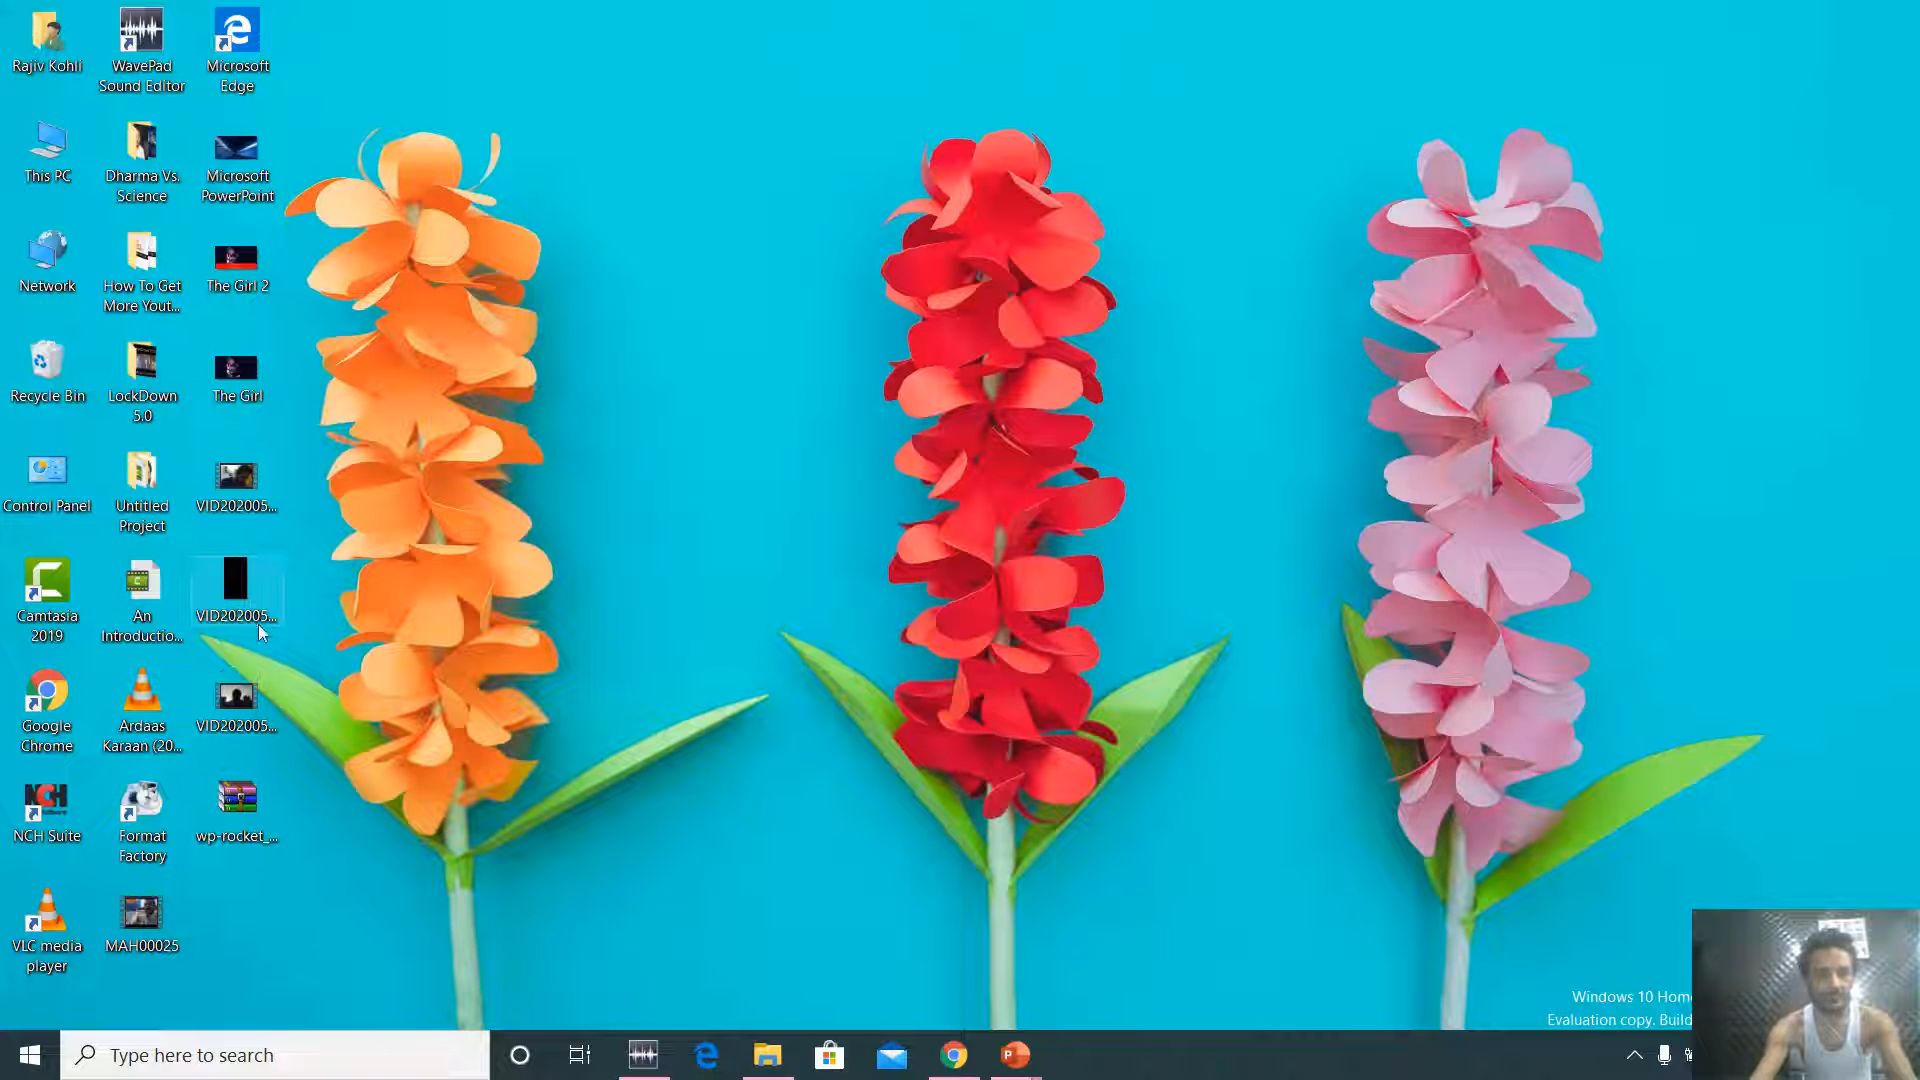 Rajiv Kohli
WavePad
Sound Editor
Microsoft
Edge
This PC
Dharma Vs.
Science
Microsoft
PowerPoint
Network
How To Get
More Yout...
The Girl 2
Recycle Bin
LockDown
5.0
The Girl
Control Panel
Untitled
Project
VID202005...
Camtasia
2019
An
Introductio...
VID202005...
Google
Chrome
Ardaas
Karaan (20...
VID202005...
NCH
NCH Suite
Format
Factory
wp-rocket_...
VLC media
player
MAH00025
Windows 10 Hom
Evaluation copy. Build
Type here to search